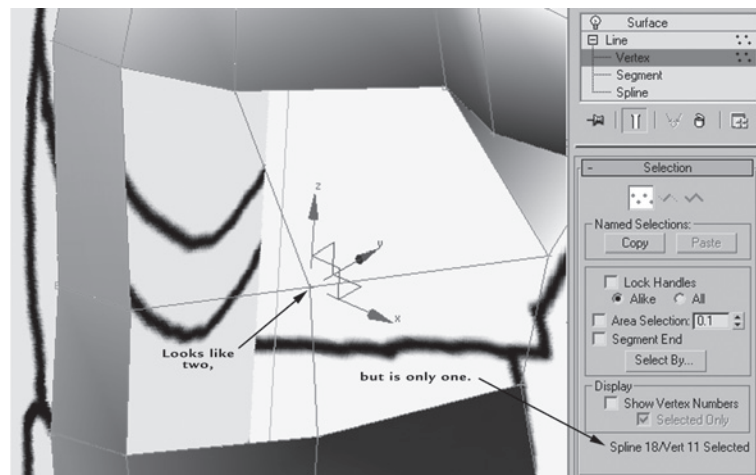 Surface
Line
Vertex
Segment
Spline
- Selection
Named Selections:
Copy Paste
Lock Handles
Alike All
Area Selection: 0.1
Segment End
Select By...
Display
Show Vertex Numbers
Selected Only
Spline 18/Vert 11 Selected
z
y
x
Looks like
two,
but is only one.